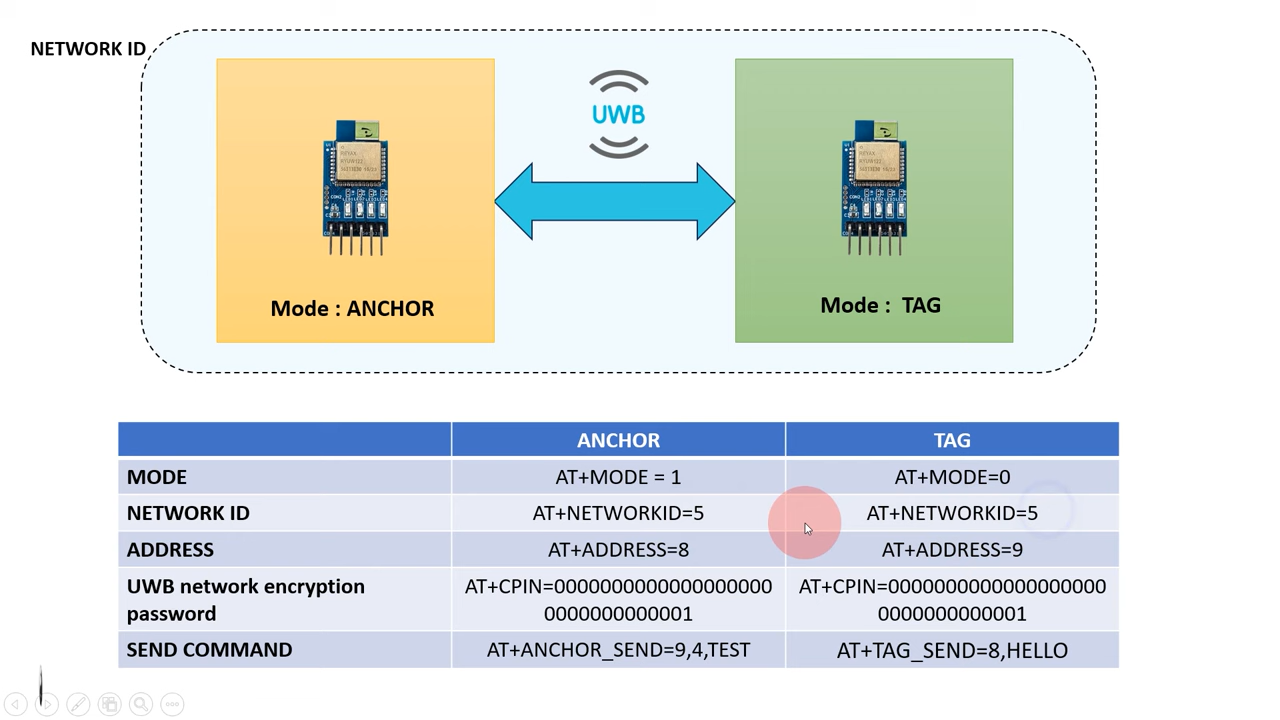 NETWORK ID
UWB
Mode : ANCHOR
Mode :  TAG
ANCHOR TAG
MODE AT+MODE = 1 AT+MODE=0
NETWORK ID AT+NETWORKID=5 AT+NETWORKID=5
ADDRESS AT+ADDRESS=8 AT+ADDRESS=9
UWB network encryption AT+CPIN=0000000000000000000 AT+CPIN=0000000000000000000
password 0000000000001 0000000000001
SEND COMMAND AT+ANCHOR_SEND=9,4,TEST AT+TAG_SEND=8,HELLO